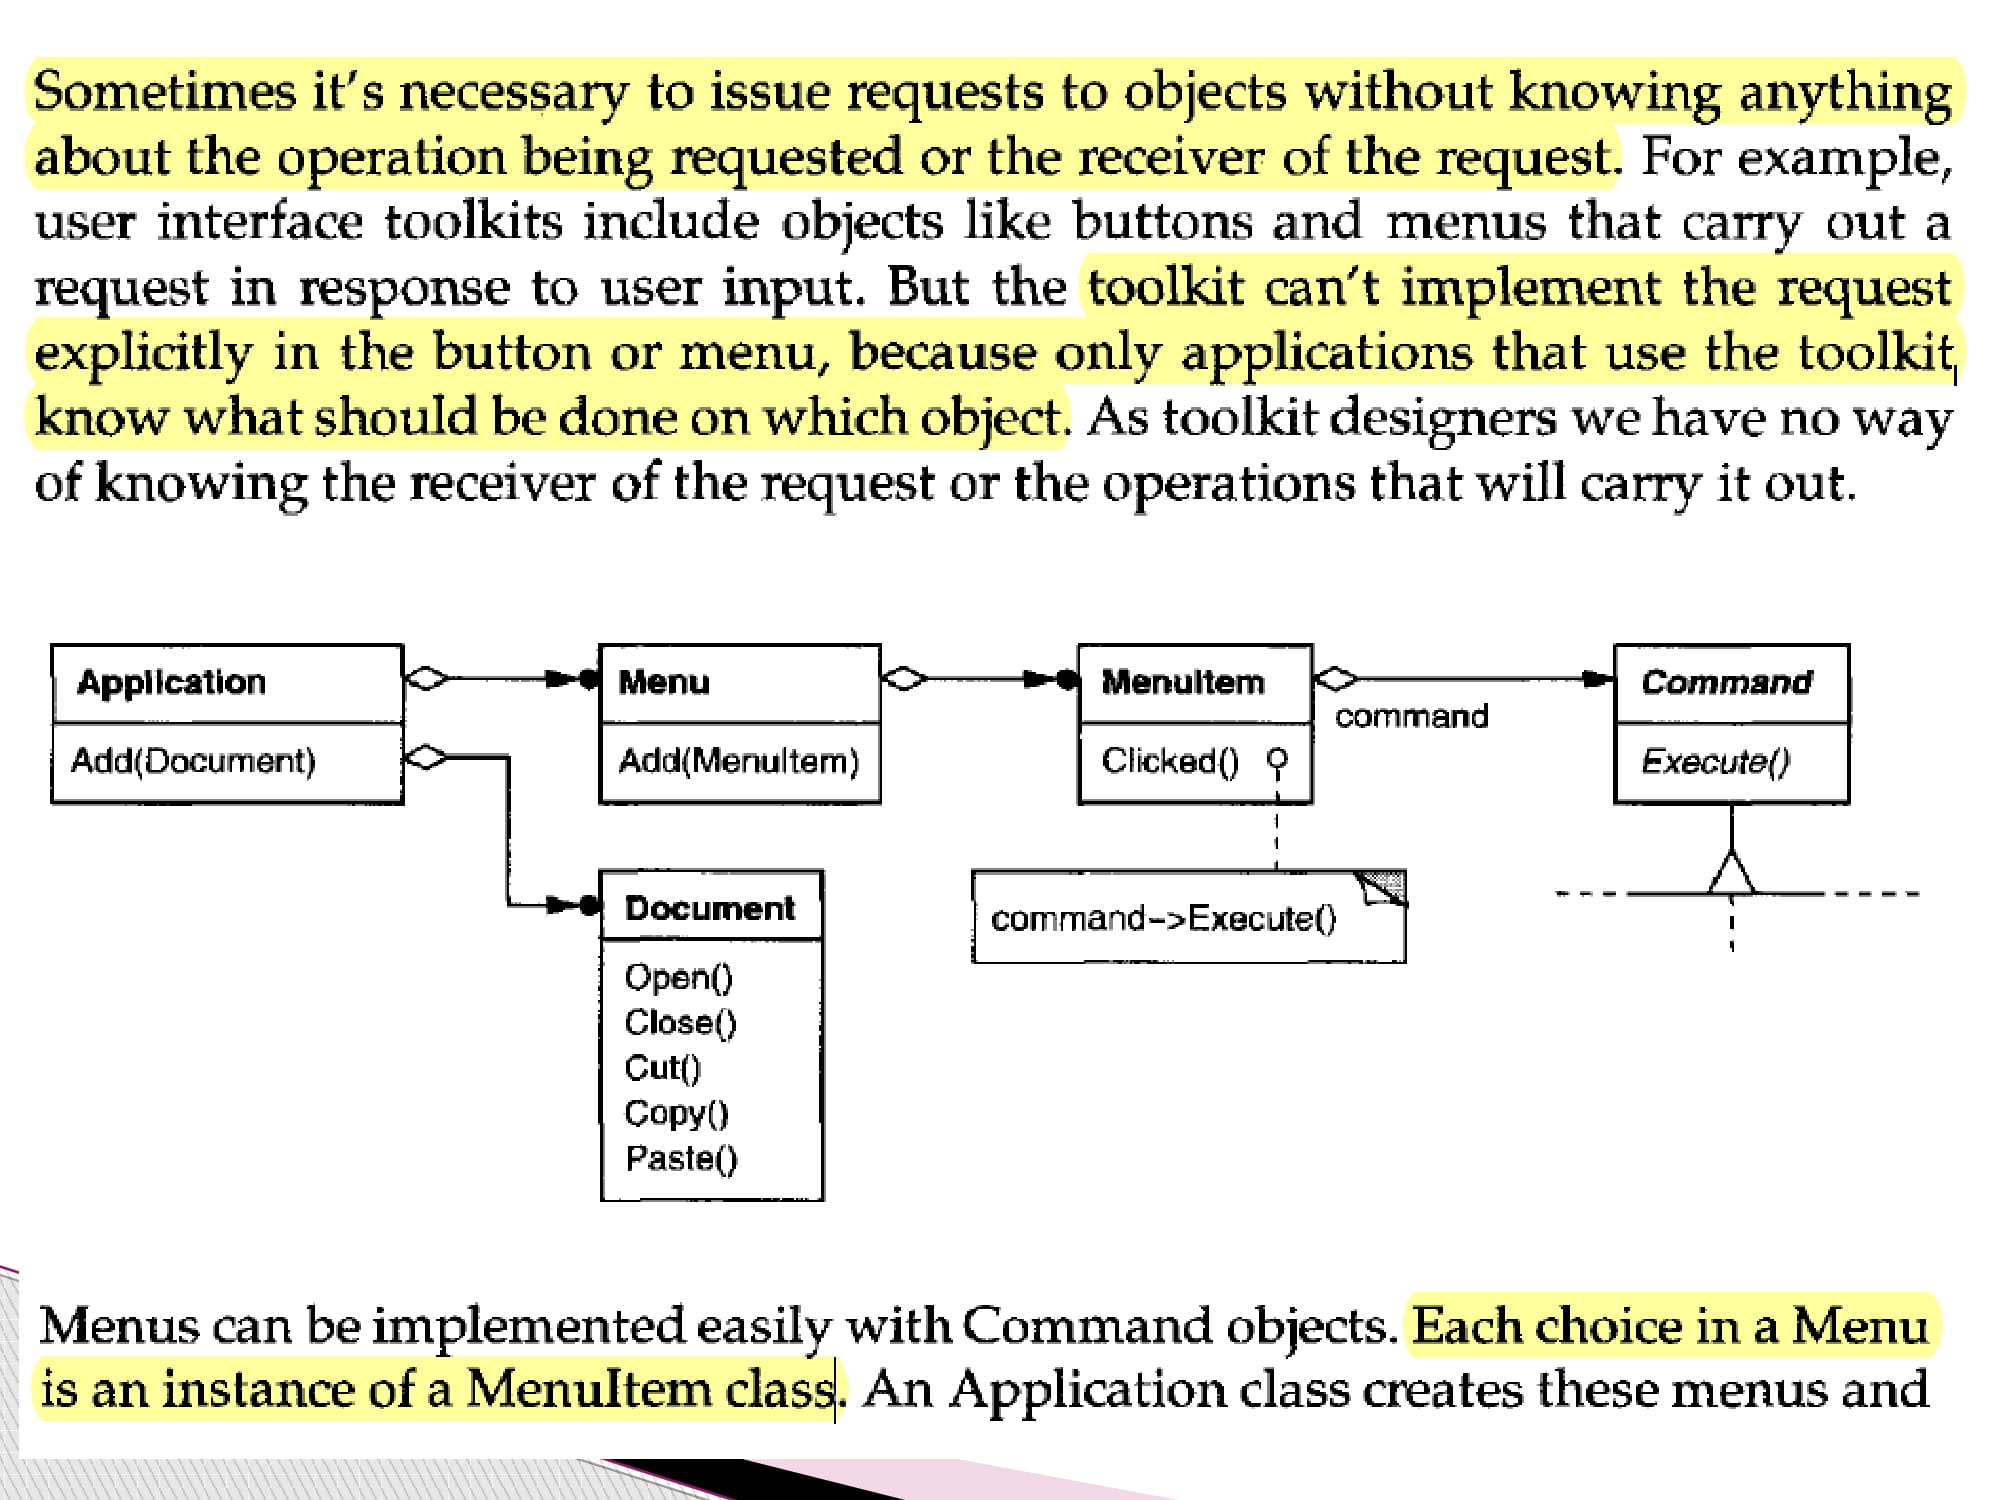 Sometimes it's necessary to issue requests to objects without knowing anything
about the operation being requested or the receiver of the request. For example,
user interface toolkits include objects like buttons and menus that carry out a
request in response to user input. But the toolkit can't implement the request
explicitly in the button or menu, because only applications that use the toolkit
know what should be done on which object. As toolkit designers we have no way
of knowing the receiver of the request or the operations that will carry it out.
Application
Add(Document)
Menu
Add(MenuItem)
MenuItem
Clicked()
command
Command
Execute()
Document
Open()
Close()
Cut()
Copy()
Paste()
command->Execute()
Menus can be implemented easily with Command objects. Each choice in a Menu
is an instance of a MenuItem class. An Application class creates these menus and